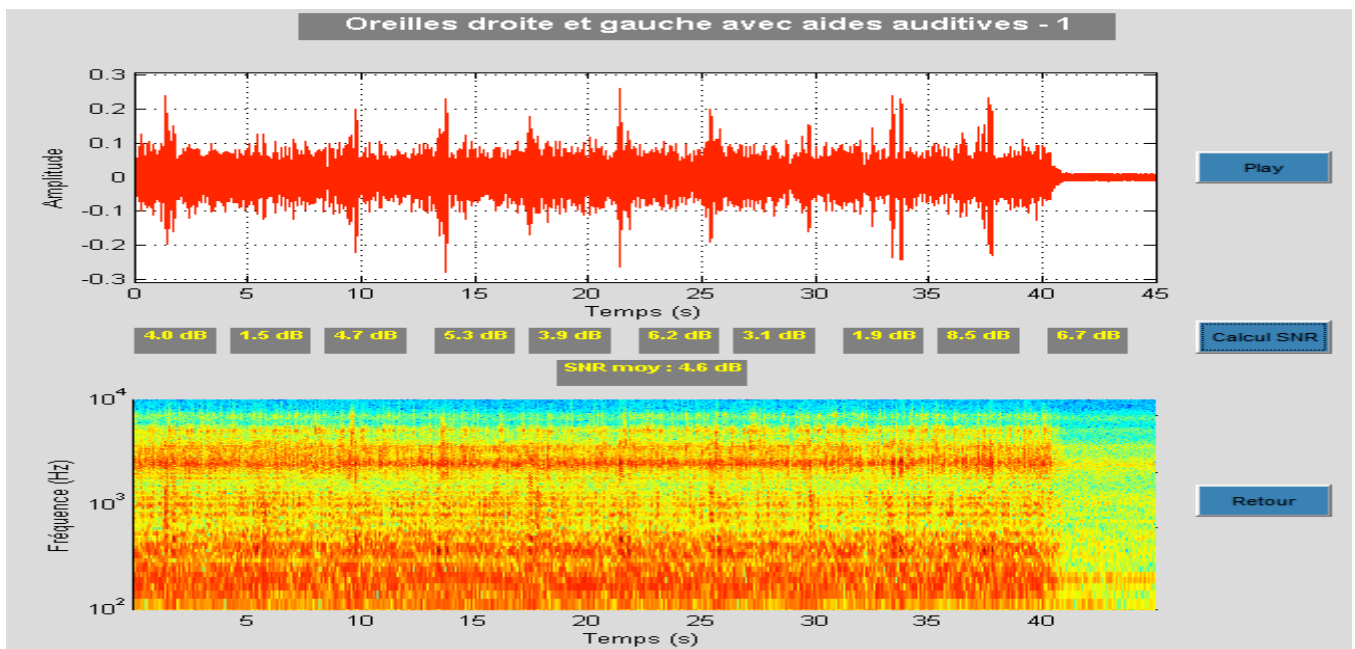 Oreilles droite et gauche avec aides auditives - 1
Amplitude
0.3
0.2
0.1
0
-0.1
-0.2
-0.3
0 5 10 15 20 25 30 35 40 45
Temps (s)
Play
4.0 dB 1.5 dB 4.7 dB 5.3 dB 3.9 dB 6.2 dB 3.1 dB 1.9 dB 8.5 dB 6.7 dB
Calcul SNR
SNR moy : 4.6 dB
Fréquence (Hz)
10⁴
10³
10²
5 10 15 20 25 30 35 40
Temps (s)
Retour